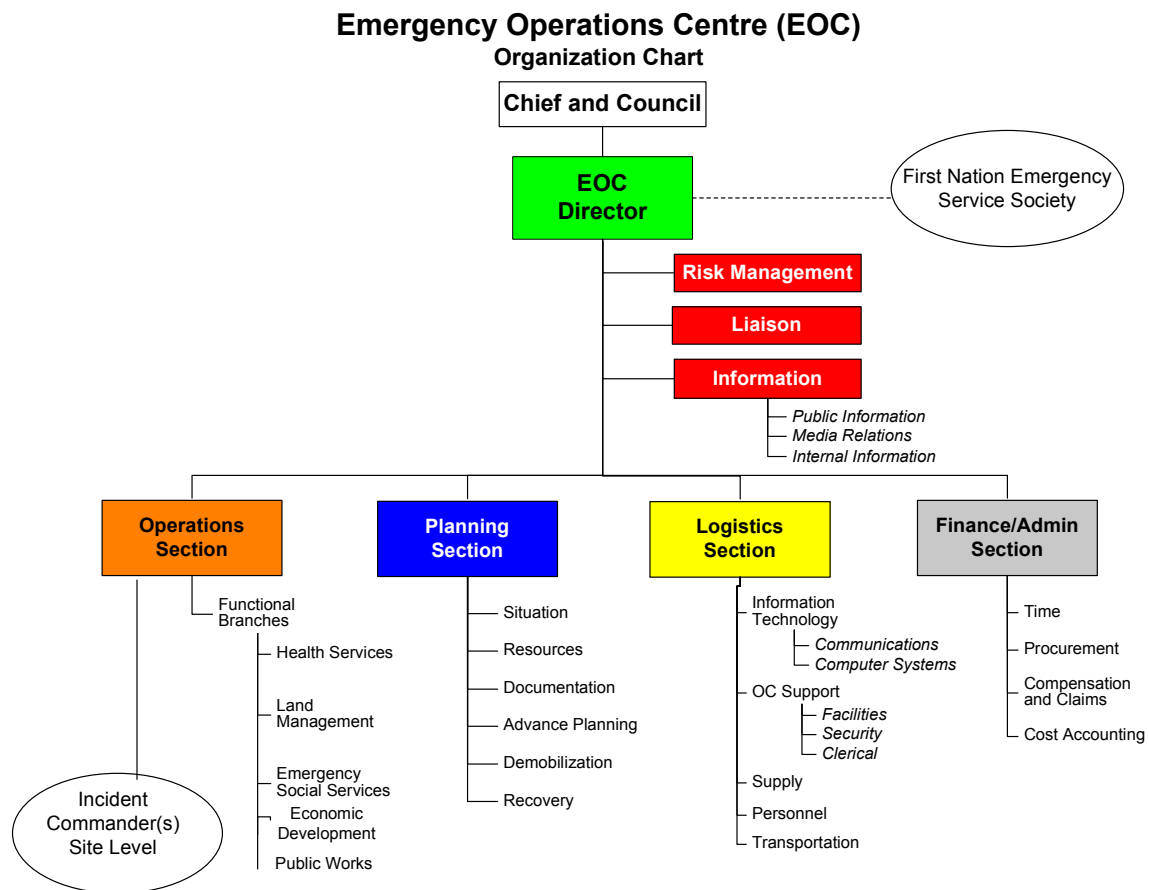 Emergency Operations Centre (EOC)
Organization Chart
Chief and Council
EOC
Director
First Nation Emergency
Service Society
Risk Management
Liaison
Information
Public Information
Media Relations
Internal Information
Operations
Section
Functional
Branches
Health Services
Land
Management
Emergency
Social Services
Economic
Development
Public Works
Incident
Commander(s)
Site Level
Planning
Section
Situation
Resources
Documentation
Advance Planning
Demobilization
Recovery
Logistics
Section
Information
Technology
Communications
Computer Systems
OC Support
Facilities
Security
Clerical
Supply
Personnel
Transportation
Finance/Admin
Section
Time
Procurement
Compensation
and Claims
Cost Accounting